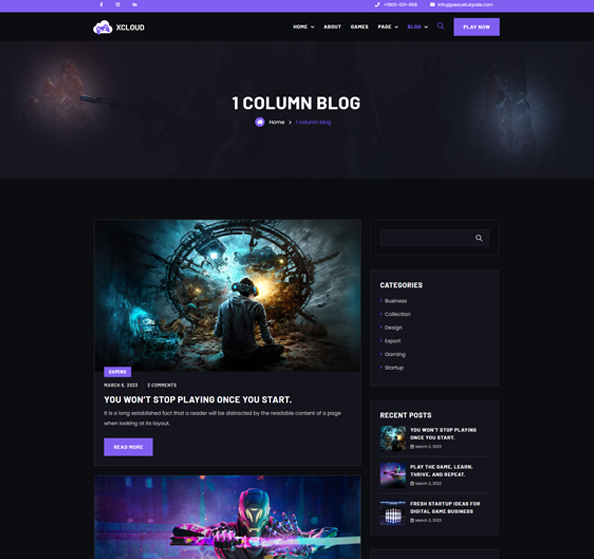 +1800-001-658 info@peacefulqode.com
XCLOUD
HOME ABOUT GAMES PAGE BLOG PLAY NOW
1 COLUMN BLOG
Home > 1 column blog
GAMING
MARCH 6, 2023 2 COMMENTS
YOU WON'T STOP PLAYING ONCE YOU START.
It is a long established fact that a reader will be distracted by the readable content of a page
when looking at its layout.
READ MORE
CATEGORIES
Business
Collection
Design
Esport
Gaming
Startup
RECENT POSTS
YOU WON'T STOP PLAYING
ONCE YOU START.
March 3, 2023
PLAY THE GAME, LEARN,
THRIVE, AND REPEAT.
March 3, 2023
FRESH STARTUP IDEAS FOR
DIGITAL GAME BUSINESS
March 3, 2023